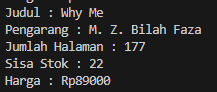 Judul : Why Me
Pengarang : M. Z. Bilah Faza
Jumlah Halaman : 177
Sisa Stok : 22
Harga : Rp89000